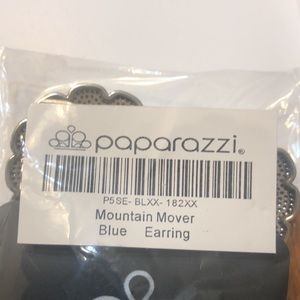 paparazzi®
P5SE-BLXX-182XX
Mountain Mover
Blue Earring